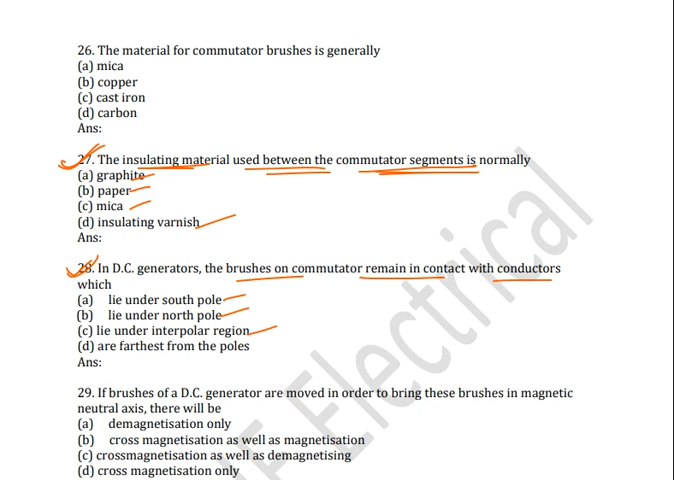 26. The material for commutator brushes is generally
(a) mica
(b) copper
(c) cast iron
(d) carbon
Ans:
27. The insulating material used between the commutator segments is normally
(a) graphite
(b) paper
(c) mica
(d) insulating varnish
Ans:
28. In D.C. generators, the brushes on commutator remain in contact with conductors
which
(a) lie under south pole
(b) lie under north pole
(c) lie under interpolar region
(d) are farthest from the poles
Ans:
29. If brushes of a D.C. generator are moved in order to bring these brushes in magnetic
neutral axis, there will be
(a) demagnetisation only
(b) cross magnetisation as well as magnetisation
(c) crossmagnetisation as well as demagnetising
(d) cross magnetisation only
Electrical